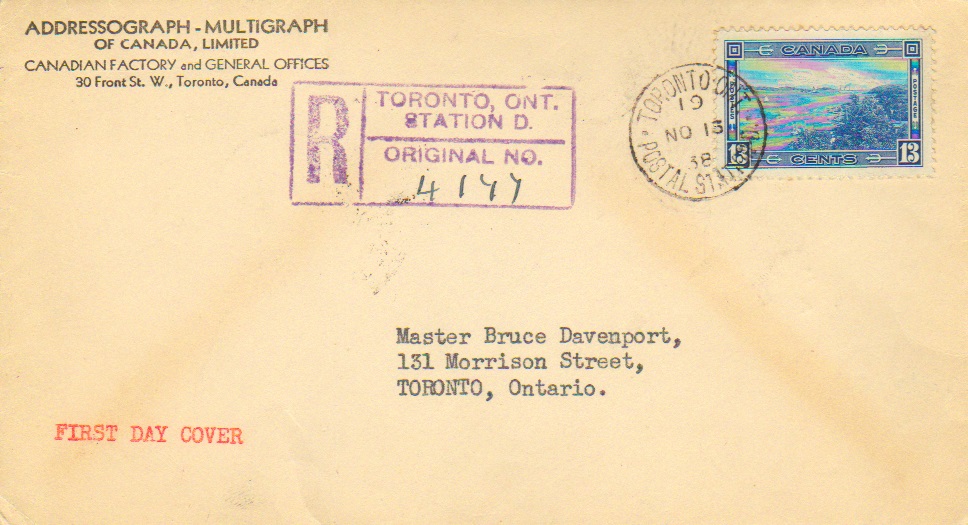 ADDRESSOGRAPH - MULTIGRAPH
OF CANADA, LIMITED
CANADIAN FACTORY and GENERAL OFFICES
30 Front St. W., Toronto, Canada
R
TORONTO, ONT.
STATION D.
ORIGINAL NO.
4177
TORONTO ONT
19
NO 15
38
POSTAL STATION
CANADA
POSTES
POSTAGE
13 CENTS 13
Master Bruce Davenport,
131 Morrison Street,
TORONTO, Ontario.
FIRST DAY COVER